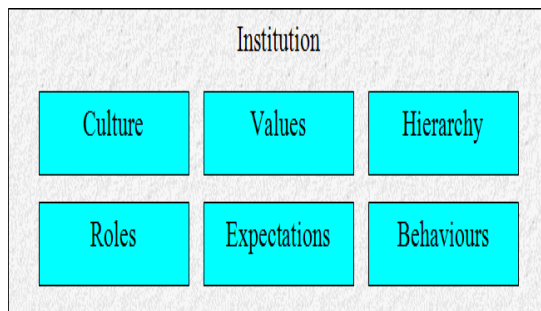 Institution
Culture Values Hierarchy
Roles Expectations Behaviours